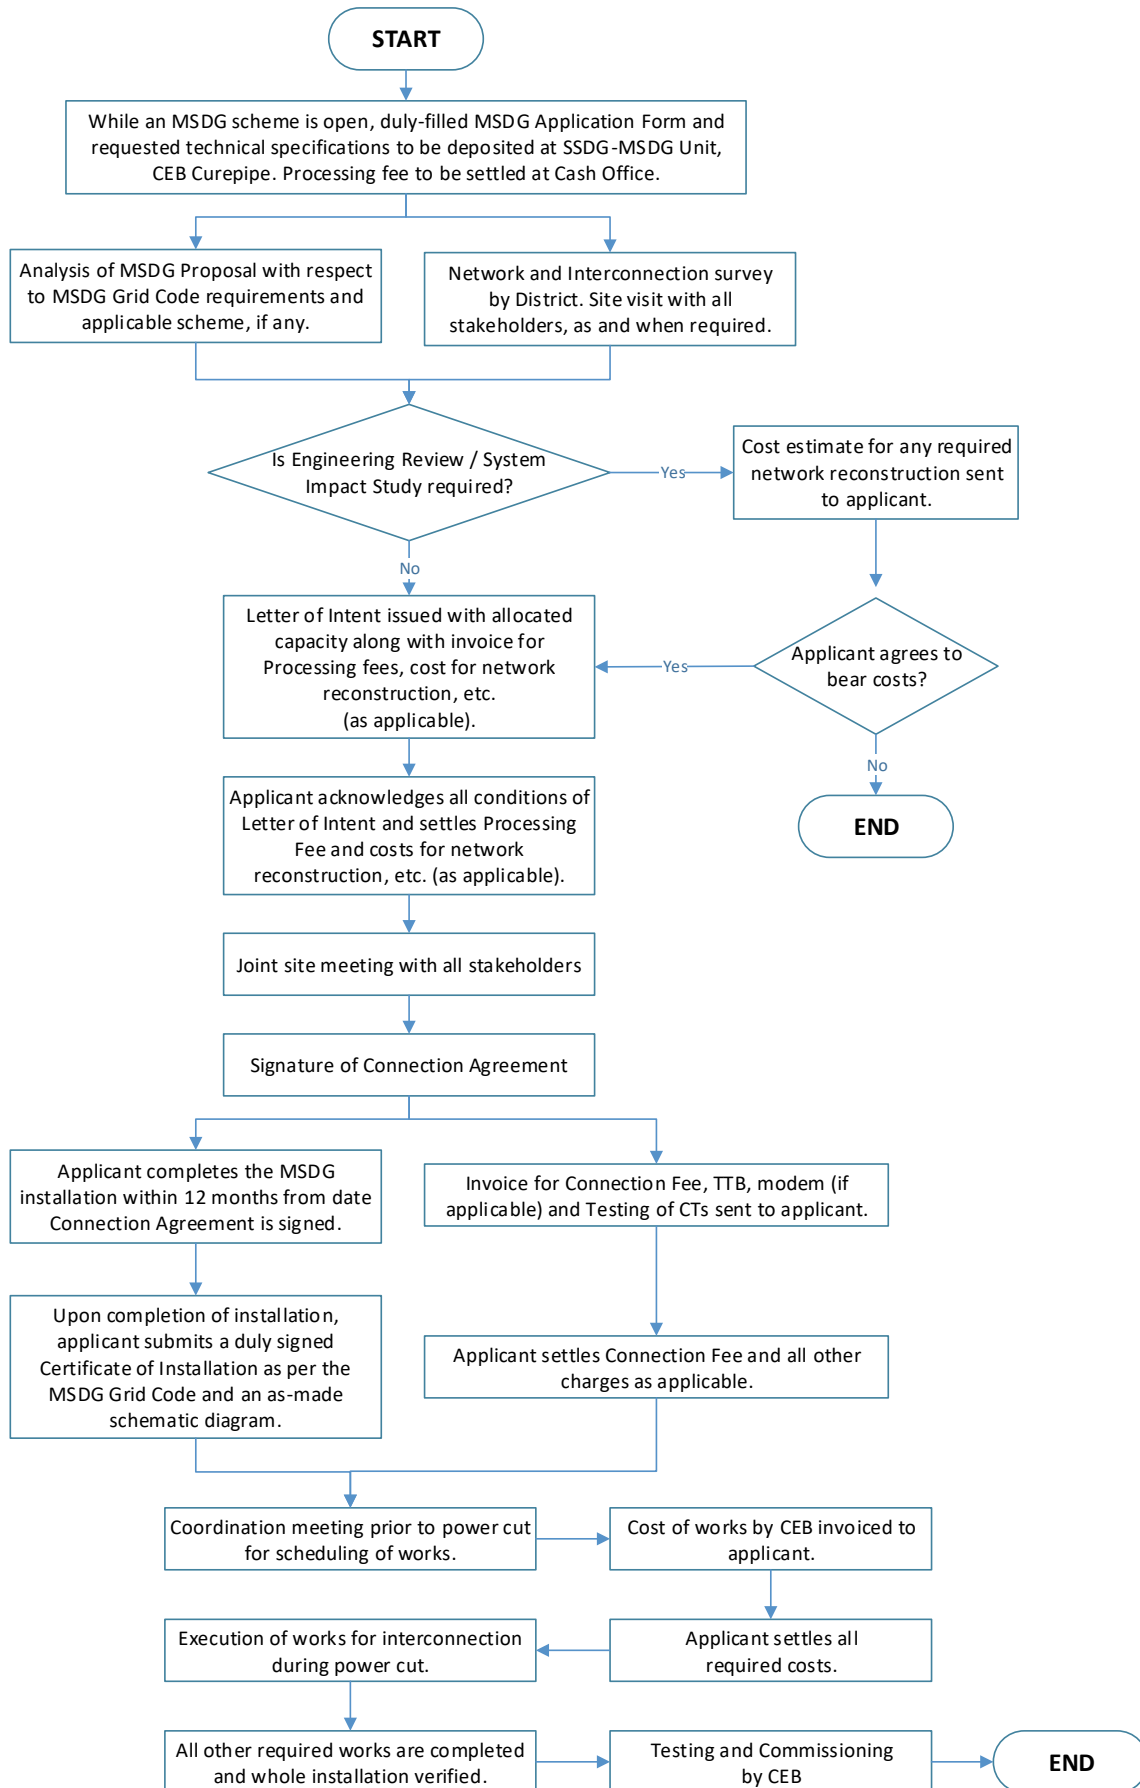 START
While an MSDG scheme is open, duly-filled MSDG Application Form and
requested technical specifications to be deposited at SSDG-MSDG Unit,
CEB Curepipe. Processing fee to be settled at Cash Office.
Analysis of MSDG Proposal with respect
to MSDG Grid Code requirements and
applicable scheme, if any.
Network and Interconnection survey
by District. Site visit with all
stakeholders, as and when required.
Is Engineering Review / System
Impact Study required?
Yes
Cost estimate for any required
network reconstruction sent
to applicant.
No
Letter of Intent issued with allocated
capacity along with invoice for
Processing fees, cost for network
reconstruction, etc.
(as applicable).
Yes
Applicant agrees to
bear costs?
No
END
Applicant acknowledges all conditions of
Letter of Intent and settles Processing
Fee and costs for network
reconstruction, etc. (as applicable).
Joint site meeting with all stakeholders
Signature of Connection Agreement
Applicant completes the MSDG
installation within 12 months from date
Connection Agreement is signed.
Invoice for Connection Fee, TTB, modem (if
applicable) and Testing of CTs sent to applicant.
Upon completion of installation,
applicant submits a duly signed
Certificate of Installation as per the
MSDG Grid Code and an as-made
schematic diagram.
Applicant settles Connection Fee and all other
charges as applicable.
Coordination meeting prior to power cut
for scheduling of works.
Cost of works by CEB invoiced to
applicant.
Execution of works for interconnection
during power cut.
Applicant settles all
required costs.
All other required works are completed
and whole installation verified.
Testing and Commissioning
by CEB
END